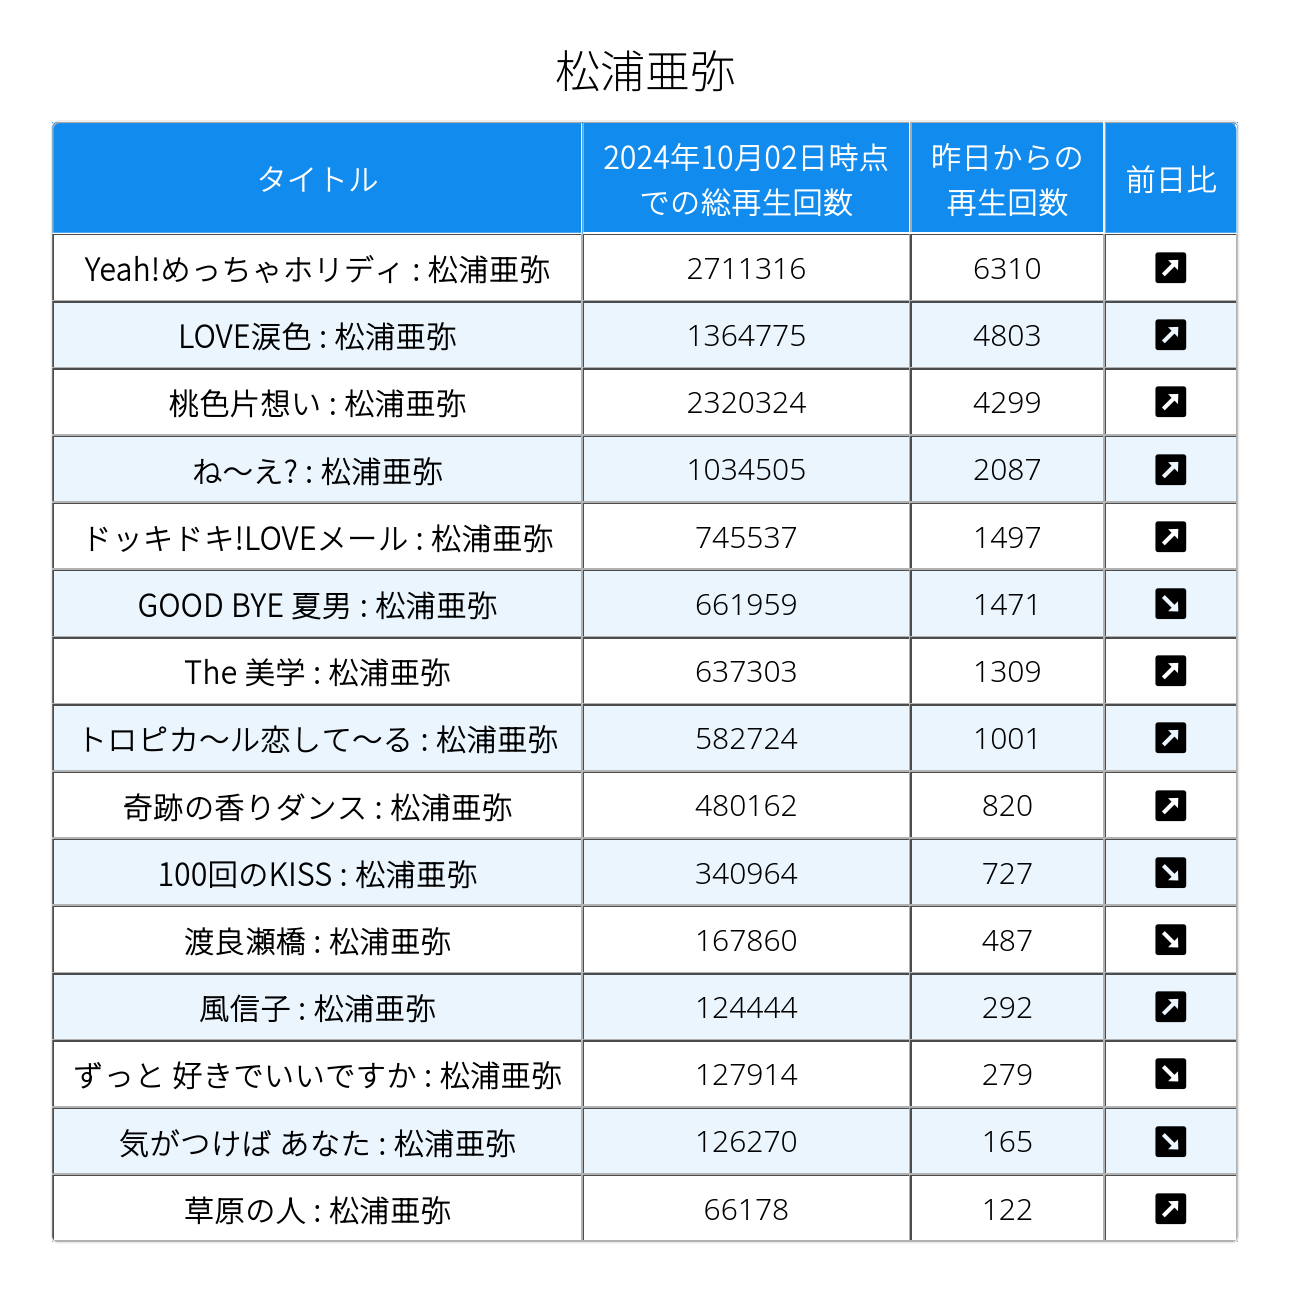 松浦亜弥
タイトル 2024年10月02日時点での総再生回数 昨日からの再生回数 前日比
Yeah!めっちゃホリディ : 松浦亜弥 2711316 6310
LOVE涙色 : 松浦亜弥 1364775 4803
桃色片想い : 松浦亜弥 2320324 4299
ね〜え? : 松浦亜弥 1034505 2087
ドッキドキ!LOVEメール : 松浦亜弥 745537 1497
GOOD BYE 夏男 : 松浦亜弥 661959 1471
The 美学 : 松浦亜弥 637303 1309
トロピカ〜ル恋して〜る : 松浦亜弥 582724 1001
奇跡の香りダンス : 松浦亜弥 480162 820
100回のKISS : 松浦亜弥 340964 727
渡良瀬橋 : 松浦亜弥 167860 487
風信子 : 松浦亜弥 124444 292
ずっと 好きでいいですか : 松浦亜弥 127914 279
気がつけば あなた : 松浦亜弥 126270 165
草原の人 : 松浦亜弥 66178 122